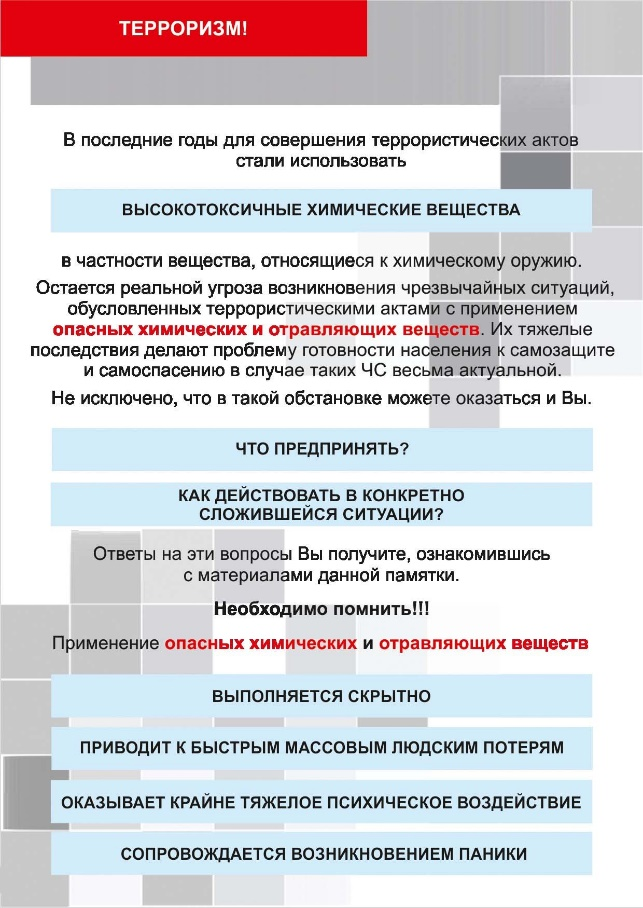 ТЕРРОРИЗМ!
В последние годы для совершения террористических актов
стали использовать
ВЫСОКОТОКСИЧНЫЕ ХИМИЧЕСКИЕ ВЕЩЕСТВА
в частности вещества, относящиеся к химическому оружию.
Остается реальной угроза возникновения чрезвычайных ситуаций,
обусловленных террористическими актами с применением
опасных химических и отравляющих веществ. Их тяжелые
последствия делают проблему готовности населения к самозащите
и самоспасению в случае таких ЧС весьма актуальной.
Не исключено, что в такой обстановке можете оказаться и Вы.
ЧТО ПРЕДПРИНЯТЬ?
КАК ДЕЙСТВОВАТЬ В КОНКРЕТНО
СЛОЖИВШЕЙСЯ СИТУАЦИИ?
Ответы на эти вопросы Вы получите, ознакомившись
с материалами данной памятки.
Необходимо помнить!!!
Применение опасных химических и отравляющих веществ
ВЫПОЛНЯЕТСЯ СКРЫТНО
ПРИВОДИТ К БЫСТРЫМ МАССОВЫМ ЛЮДСКИМ ПОТЕРЯМ
ОКАЗЫВАЕТ КРАЙНЕ ТЯЖЕЛОЕ ПСИХИЧЕСКОЕ ВОЗДЕЙСТВИЕ
СОПРОВОЖДАЕТСЯ ВОЗНИКНОВЕНИЕМ ПАНИКИ